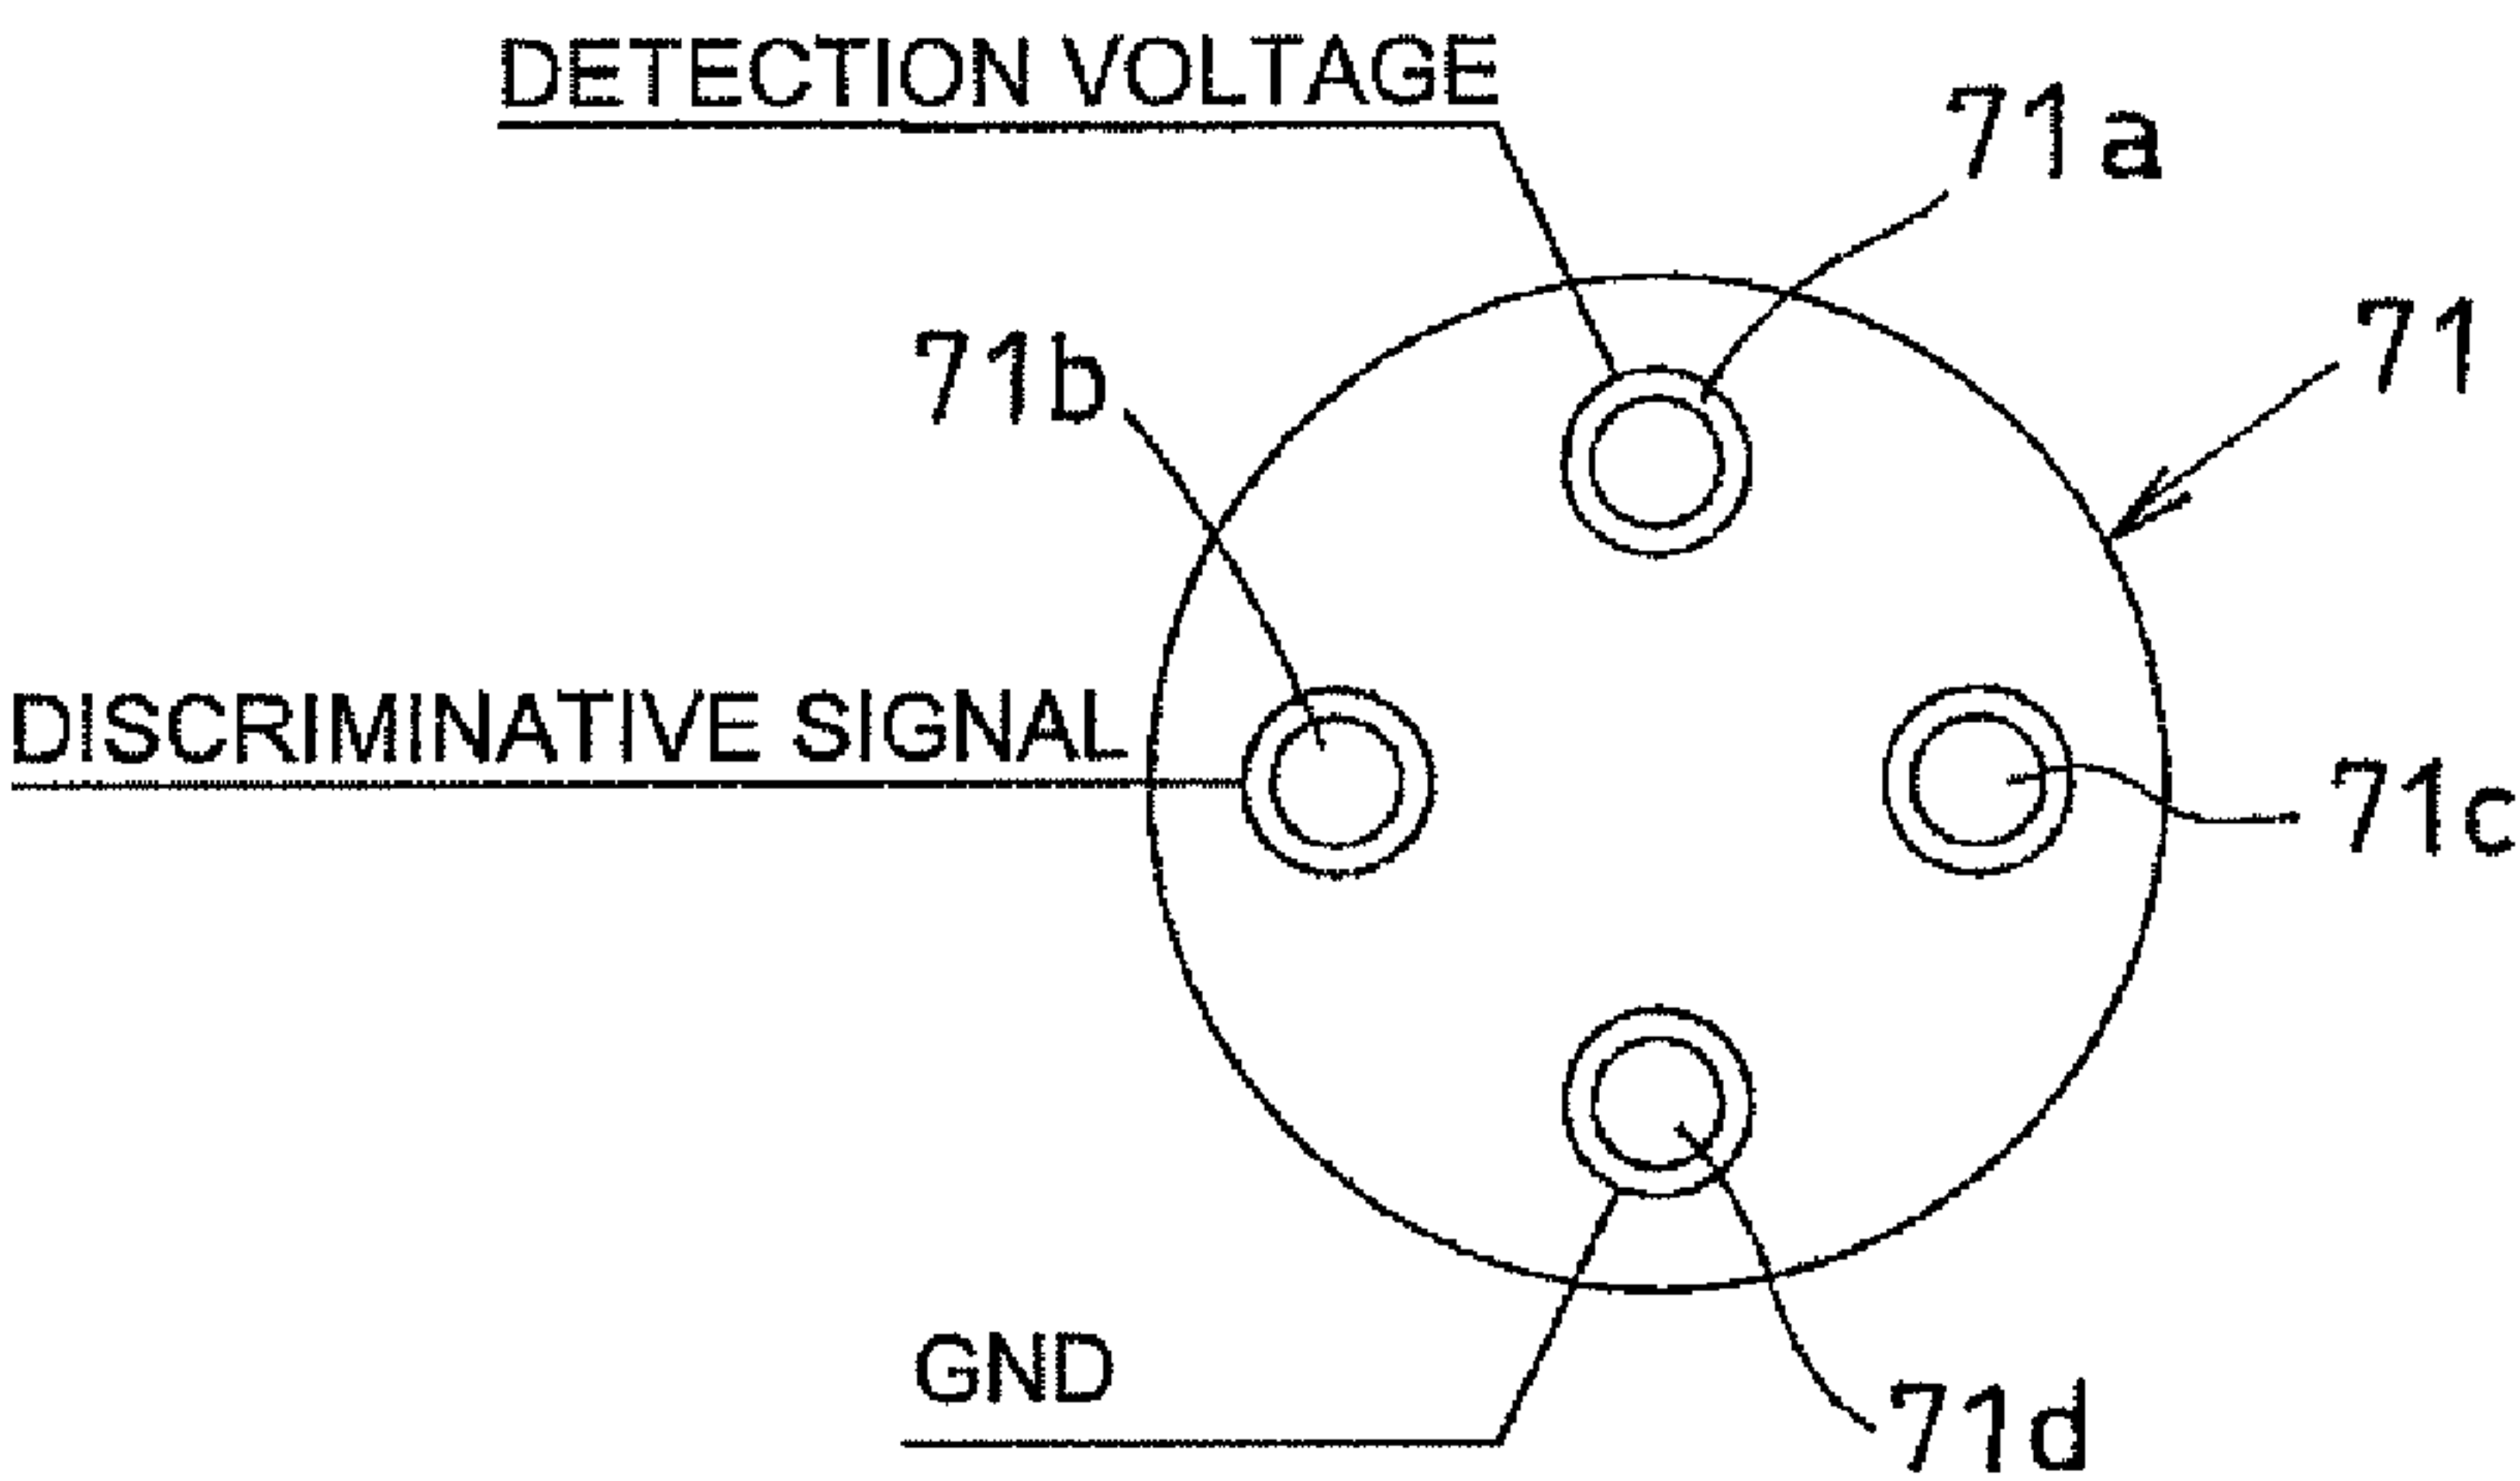 DETECTION VOLTAGE
71a
71
71b
DISCRIMINATIVE SIGNAL
71c
GND
71d